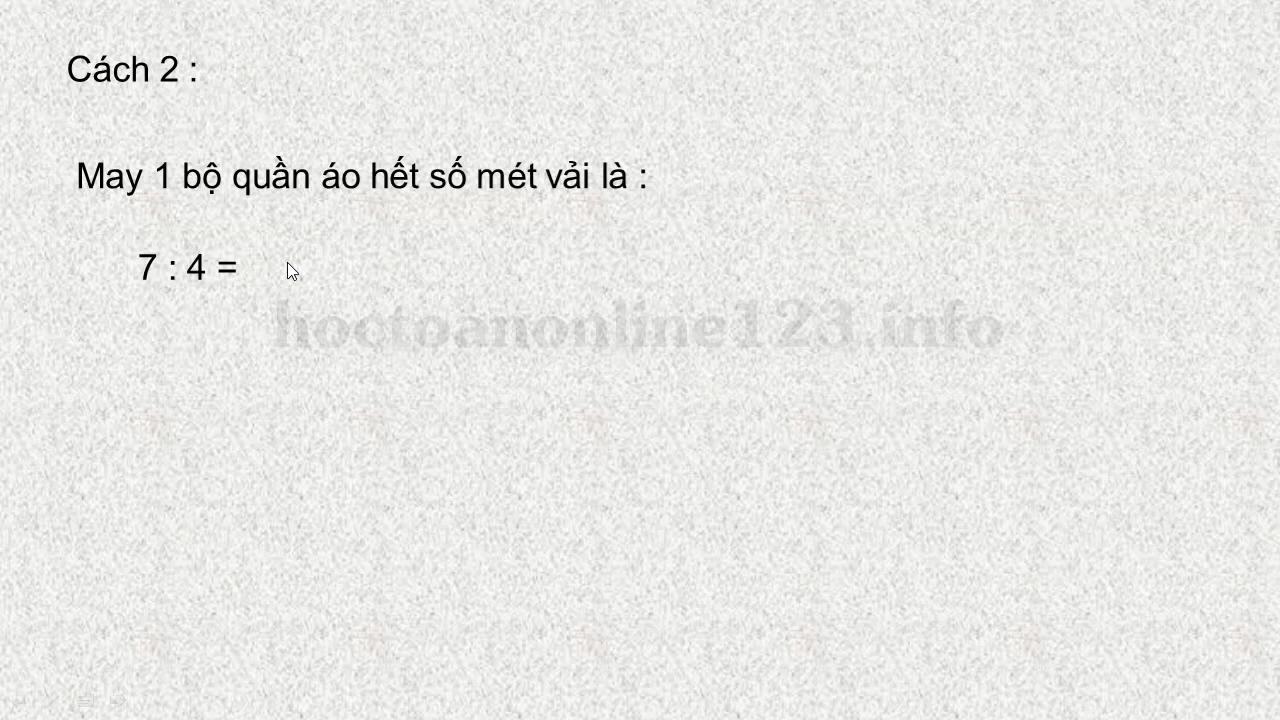 Cách 2 :
May 1 bộ quần áo hết số mét vải là :
7 : 4 =
hoctoanonline123.info